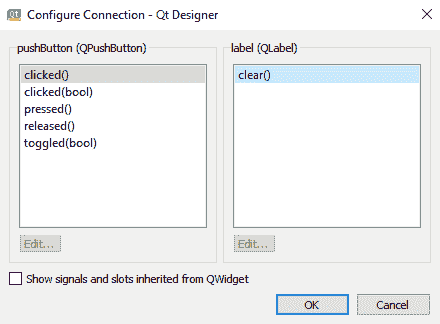 Configure Connection - Qt Designer
pushButton (QPushButton)
clicked()
clicked(bool)
pressed()
released()
toggled(bool)
Edit...
label (QLabel)
clear()
Edit...
Show signals and slots inherited from QWidget
OK
Cancel